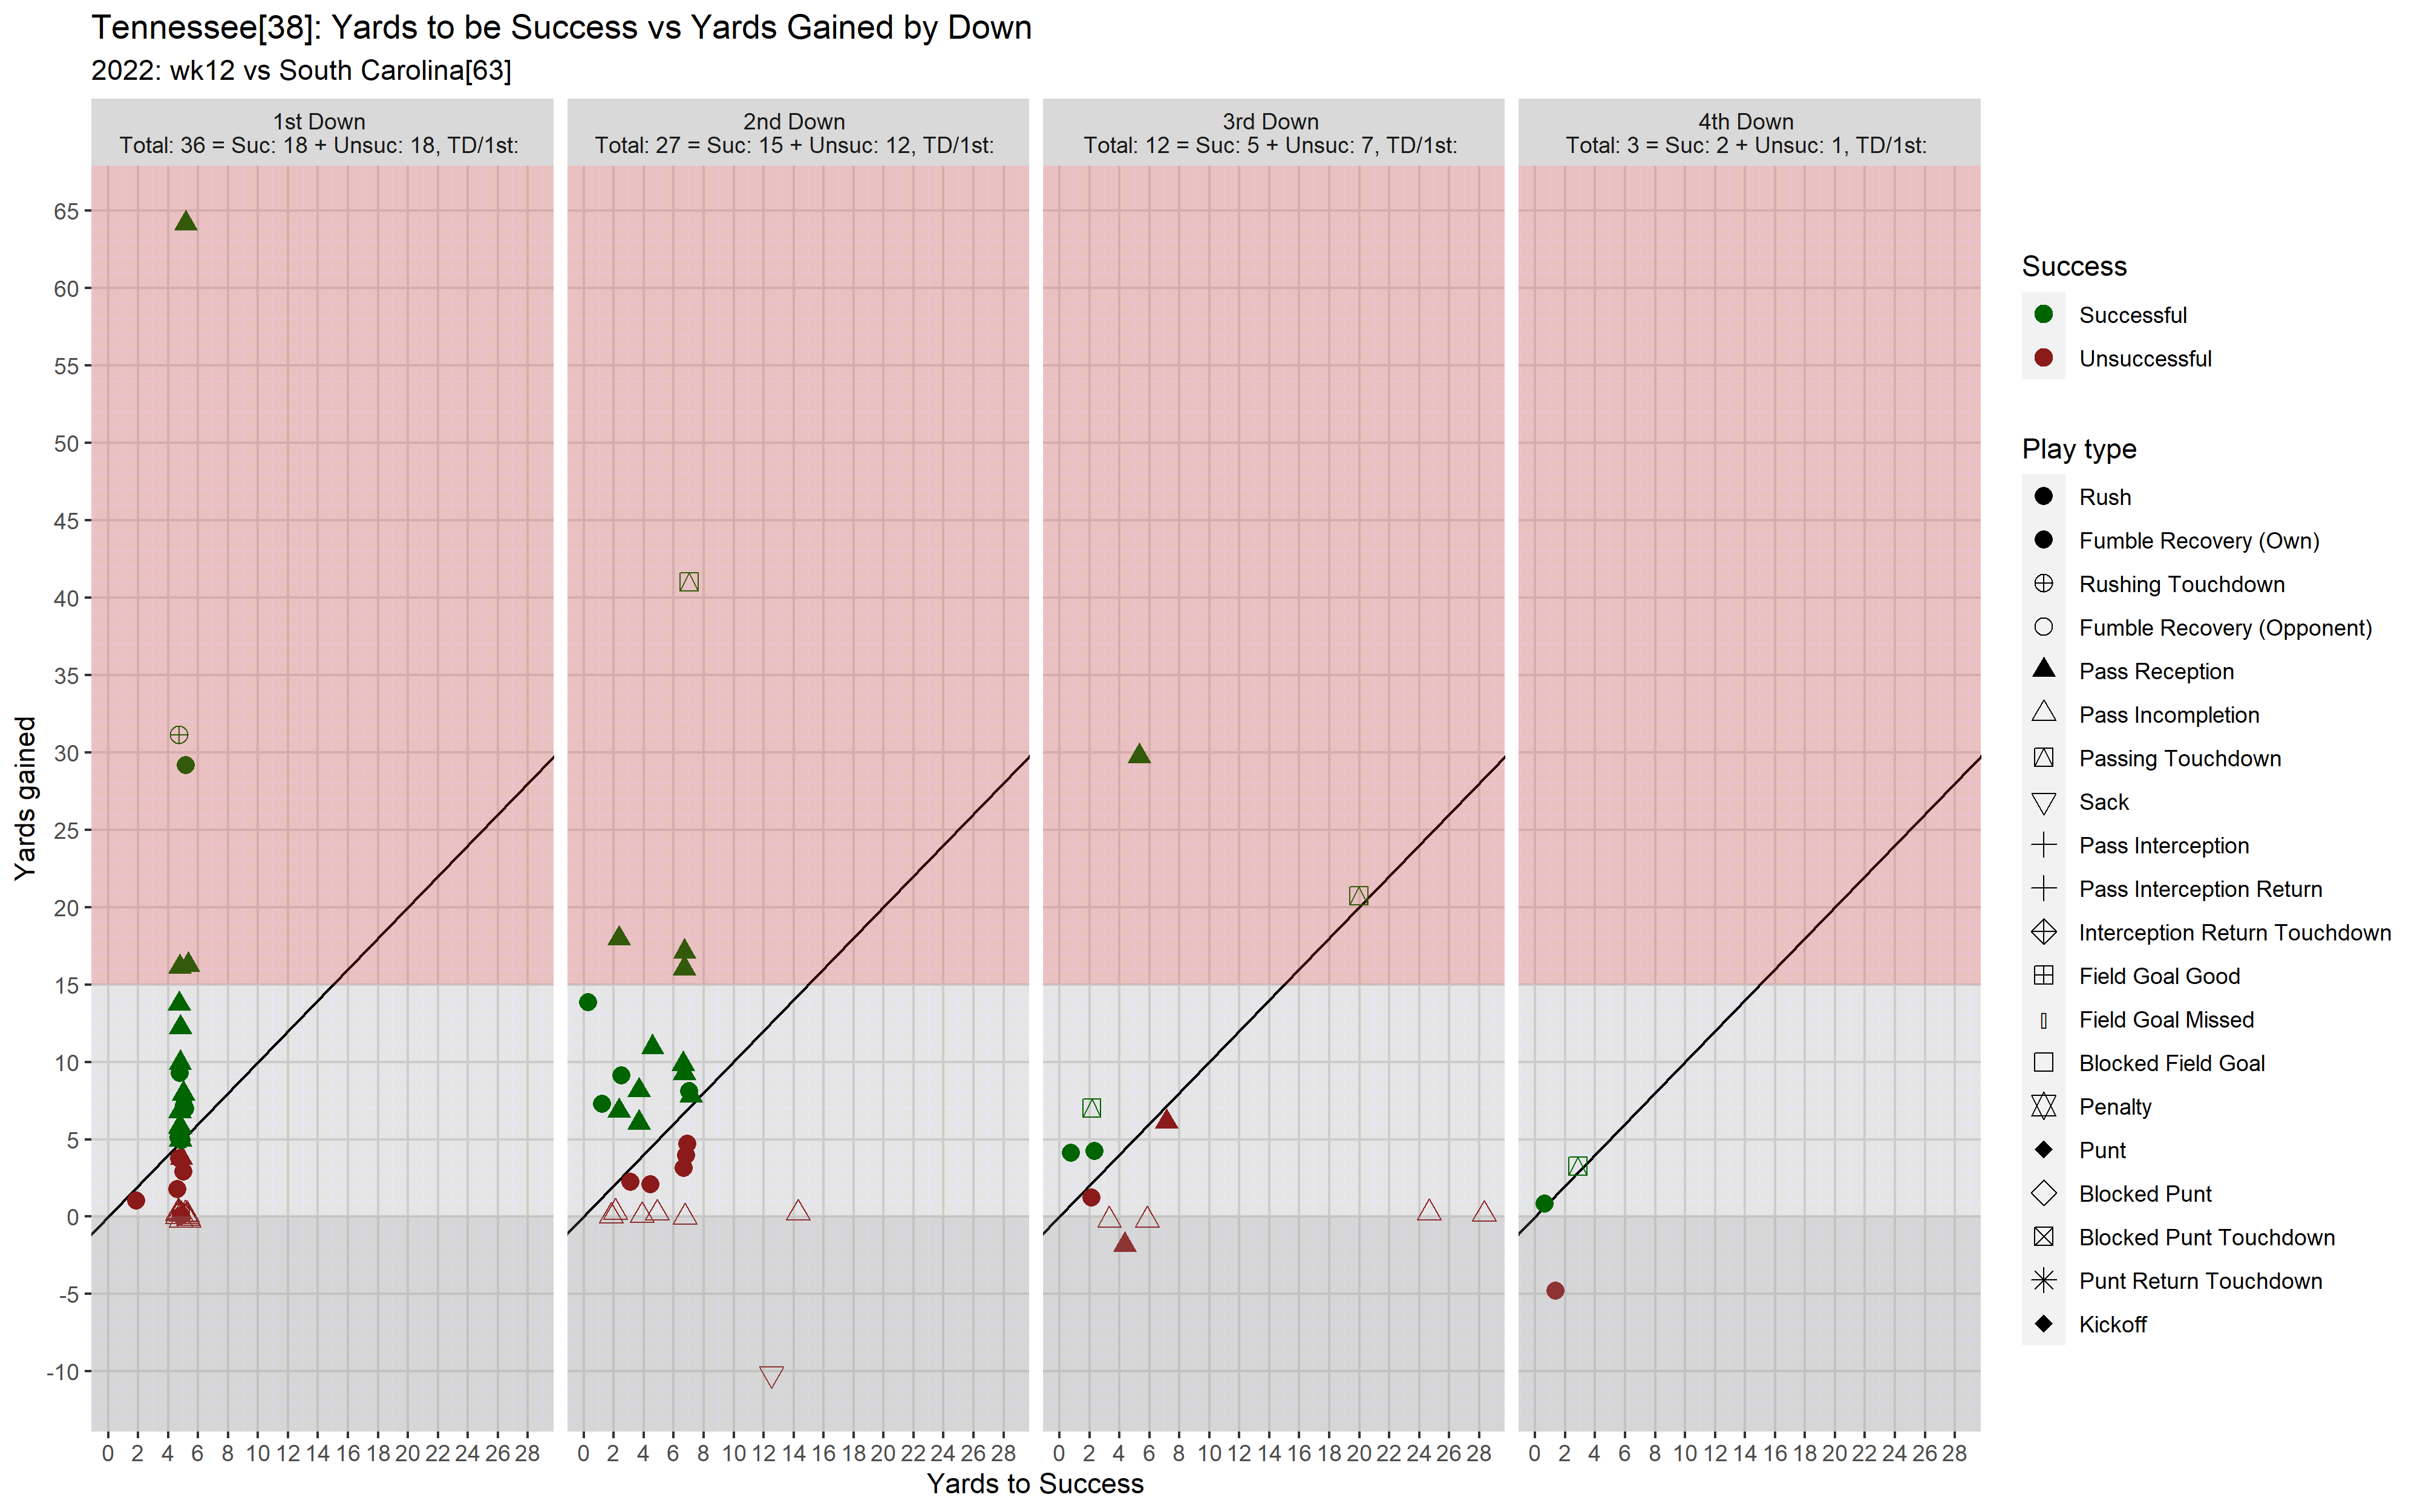 Tennessee[38]: Yards to be Success vs Yards Gained by Down
2022: wk12 vs South Carolina[63]
1st Down
Total: 36 = Suc: 18 + Unsuc: 18, TD/1st:
2nd Down
Total: 27 = Suc: 15 + Unsuc: 12, TD/1st:
3rd Down
Total: 12 = Suc: 5 + Unsuc: 7, TD/1st:
4th Down
Total: 3 = Suc: 2 + Unsuc: 1, TD/1st:
Yards gained
65
60
55
50
45
40
35
30
25
20
15
10
5
0
-5
-10
0 2 4 6 8 10 12 14 16 18 20 22 24 26 28
0 2 4 6 8 10 12 14 16 18 20 22 24 26 28
0 2 4 6 8 10 12 14 16 18 20 22 24 26 28
0 2 4 6 8 10 12 14 16 18 20 22 24 26 28
Yards to Success
Success
Successful
Unsuccessful
Play type
Rush
Fumble Recovery (Own)
Rushing Touchdown
Fumble Recovery (Opponent)
Pass Reception
Pass Incompletion
Passing Touchdown
Sack
Pass Interception
Pass Interception Return
Interception Return Touchdown
Field Goal Good
Field Goal Missed
Blocked Field Goal
Penalty
Punt
Blocked Punt
Blocked Punt Touchdown
Punt Return Touchdown
Kickoff